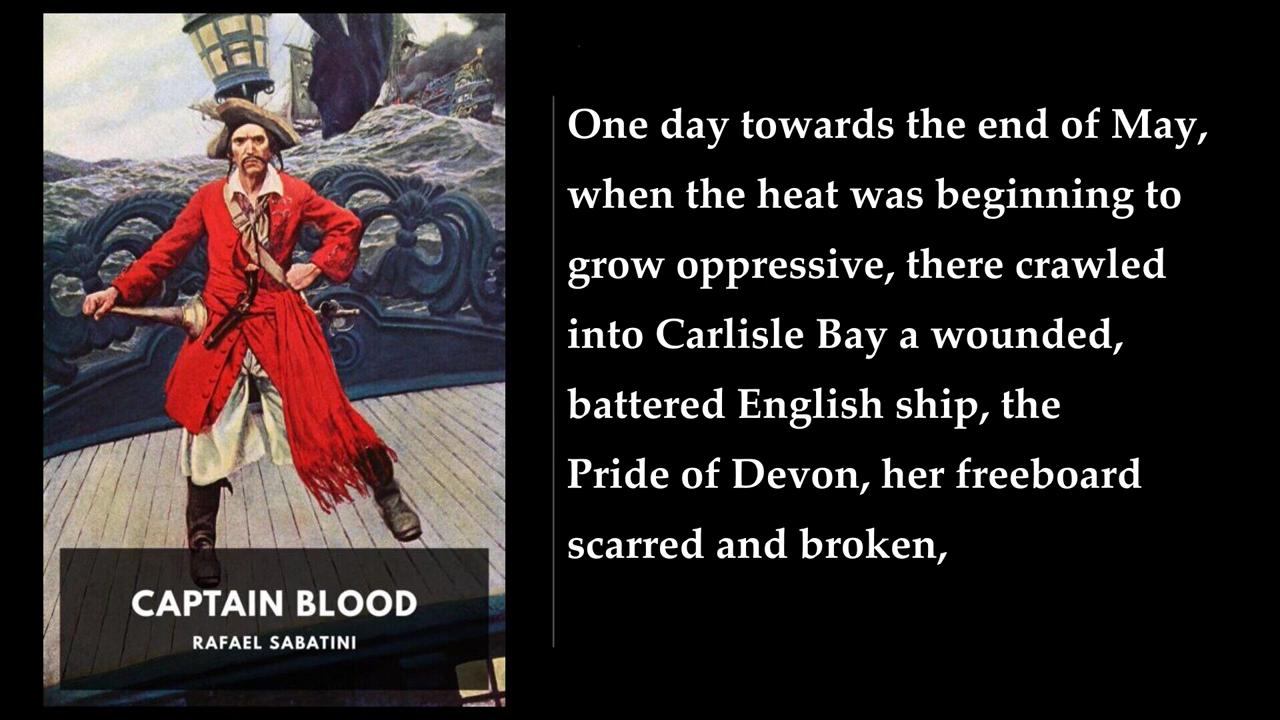 CAPTAIN BLOOD
RAFAEL SABATINI
One day towards the end of May,
when the heat was beginning to
grow oppressive, there crawled
into Carlisle Bay a wounded,
battered English ship, the
Pride of Devon, her freeboard
scarred and broken,